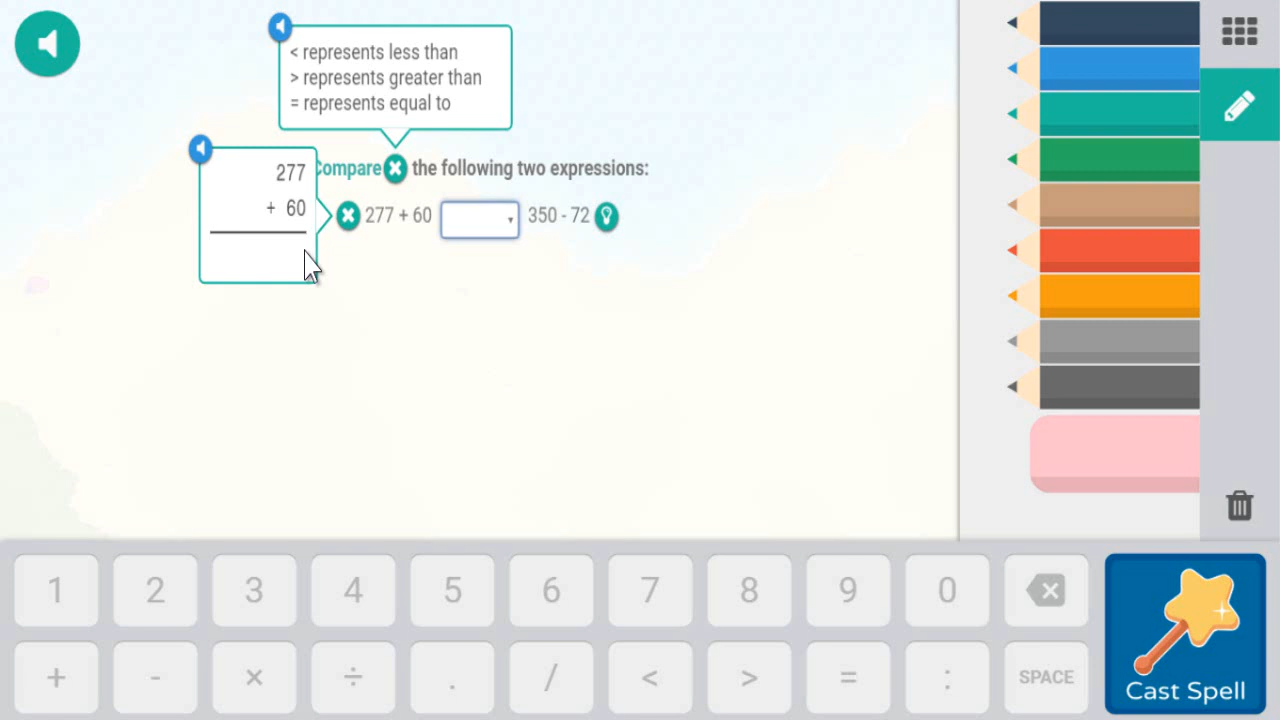 < represents less than
> represents greater than
= represents equal to
277
+ 60
Compare the following two expressions:
277 + 60 350 - 72
1 2 3 4 5 6 7 8 9 0
+ - × ÷ . / < > = : SPACE
Cast Spell